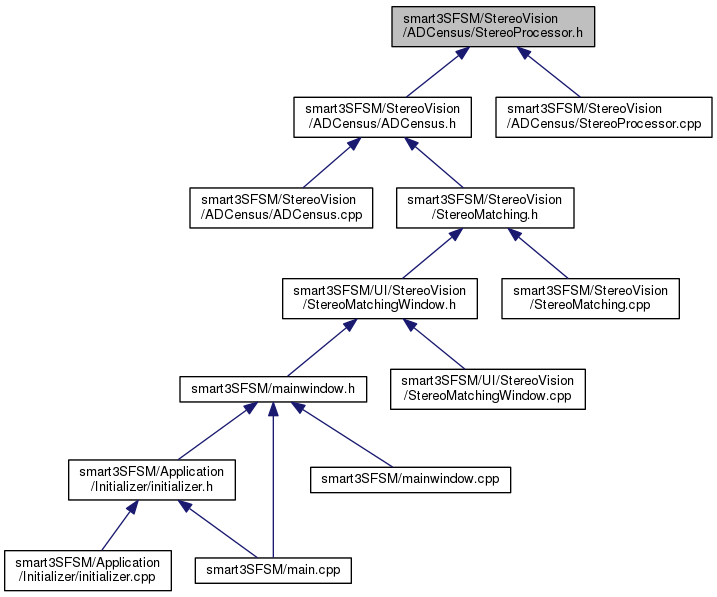 smart3SFSM/StereoVision
/ADCensus/StereoProcessor.h
smart3SFSM/StereoVision
/ADCensus/ADCensus.h
smart3SFSM/StereoVision
/ADCensus/StereoProcessor.cpp
smart3SFSM/StereoVision
/ADCensus/ADCensus.cpp
smart3SFSM/StereoVision
/StereoMatching.h
smart3SFSM/UI/StereoVision
/StereoMatchingWindow.h
smart3SFSM/StereoVision
/StereoMatching.cpp
smart3SFSM/mainwindow.h
smart3SFSM/UI/StereoVision
/StereoMatchingWindow.cpp
smart3SFSM/Application
/Initializer/initializer.h
smart3SFSM/mainwindow.cpp
smart3SFSM/Application
/Initializer/initializer.cpp
smart3SFSM/main.cpp